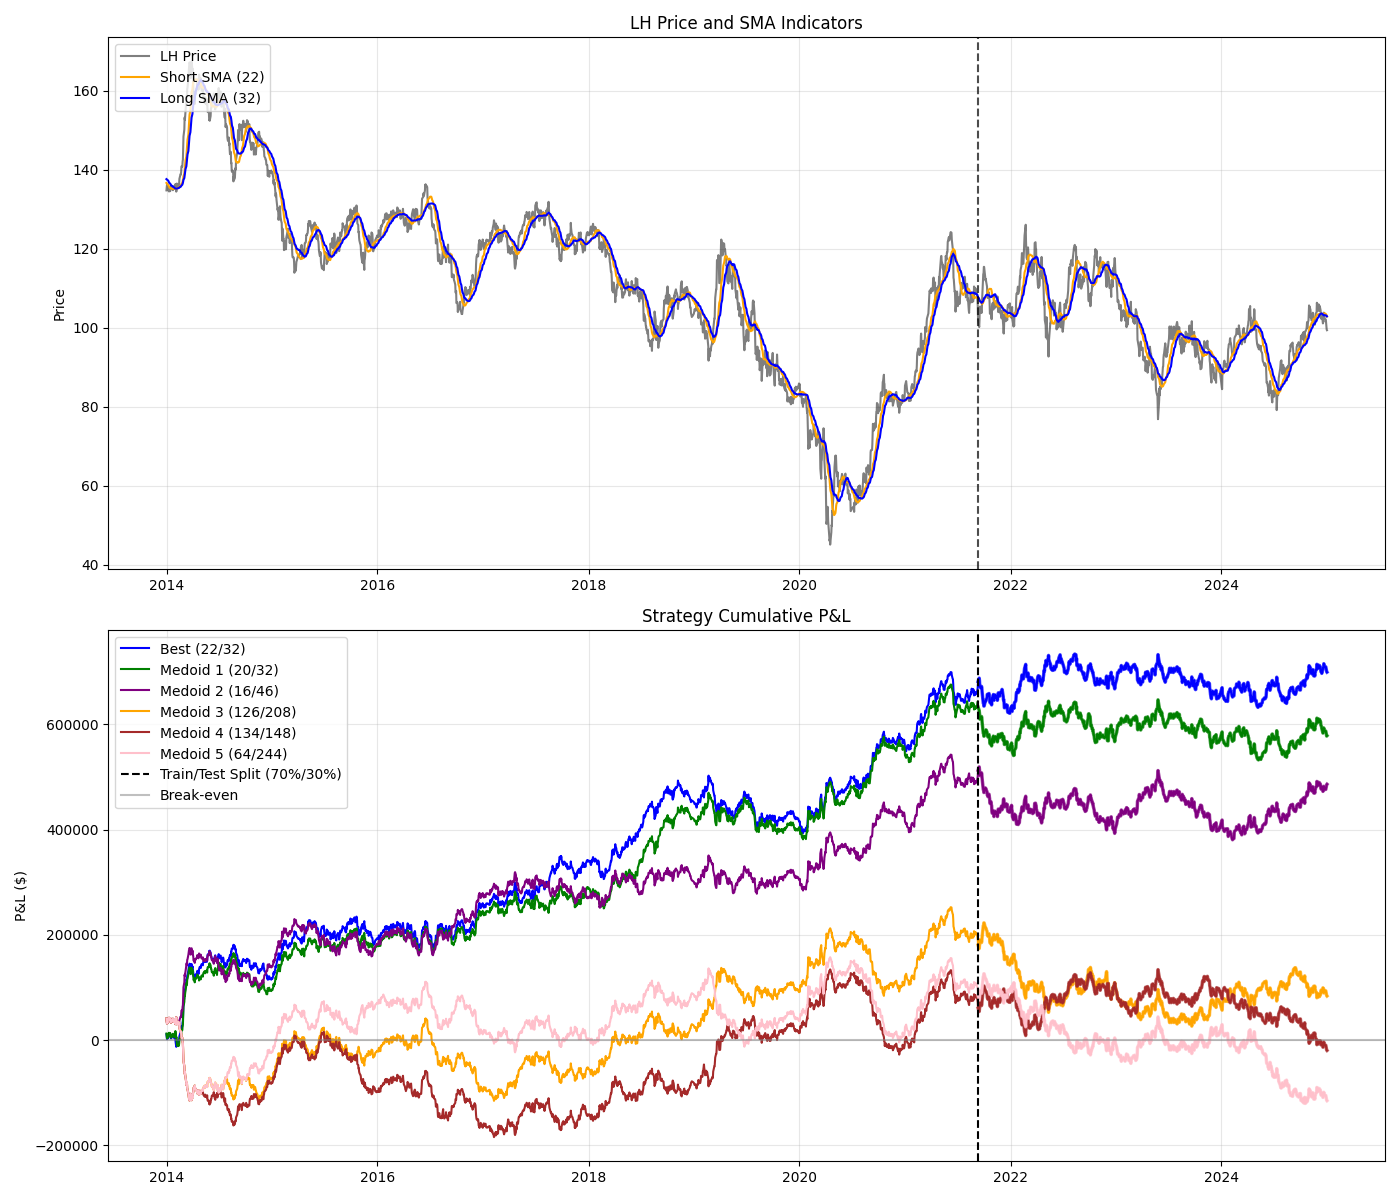 LH Price and SMA Indicators
LH Price
Short SMA (22)
Long SMA (32)
Price
160
140
120
100
80
60
40
2014
2016
2018
2020
2022
2024
Strategy Cumulative P&L
Best (22/32)
Medoid 1 (20/32)
Medoid 2 (16/46)
Medoid 3 (126/208)
Medoid 4 (134/148)
Medoid 5 (64/244)
Train/Test Split (70%/30%)
Break-even
P&L ($)
600000
400000
200000
0
−200000
2014
2016
2018
2020
2022
2024